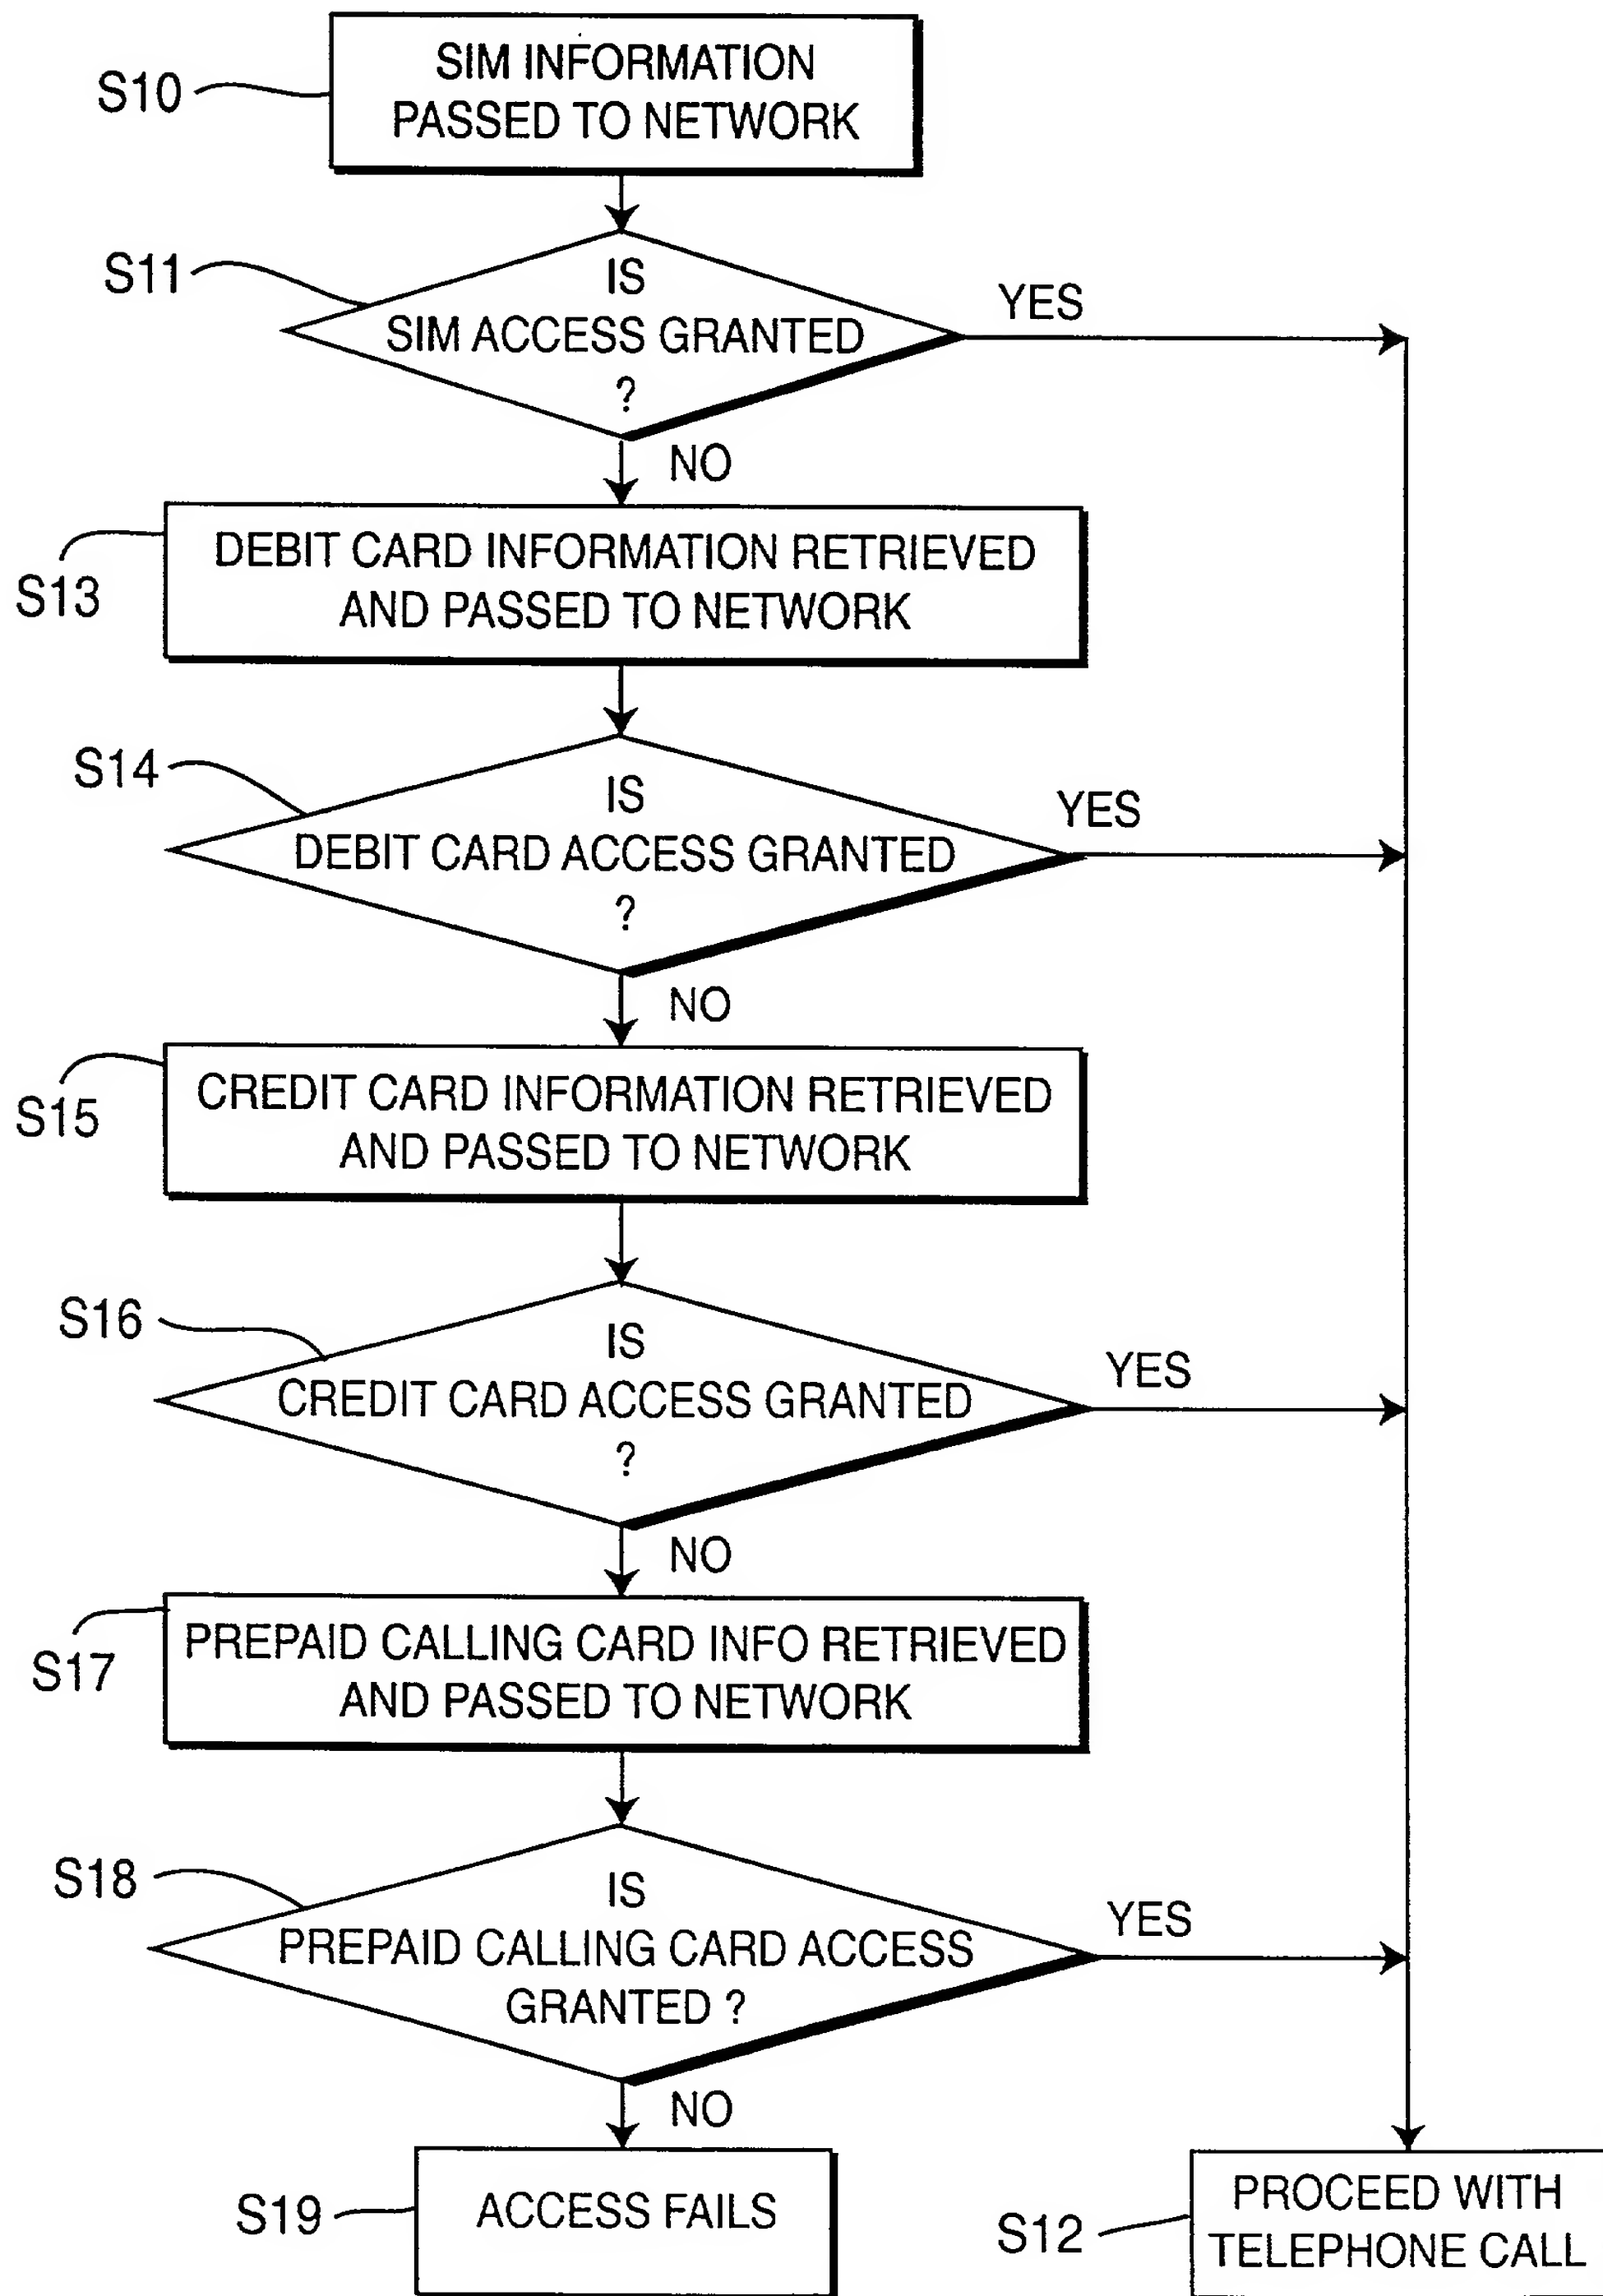 SIM INFORMATION
PASSED TO NETWORK
S10
S11
IS
SIM ACCESS GRANTED
?
YES
NO
DEBIT CARD INFORMATION RETRIEVED
AND PASSED TO NETWORK
S13
S14
IS
DEBIT CARD ACCESS GRANTED
?
YES
NO
CREDIT CARD INFORMATION RETRIEVED
AND PASSED TO NETWORK
S15
S16
IS
CREDIT CARD ACCESS GRANTED
?
YES
NO
PREPAID CALLING CARD INFO RETRIEVED
AND PASSED TO NETWORK
S17
S18
IS
PREPAID CALLING CARD ACCESS
GRANTED ?
YES
NO
S19
ACCESS FAILS
S12
PROCEED WITH
TELEPHONE CALL